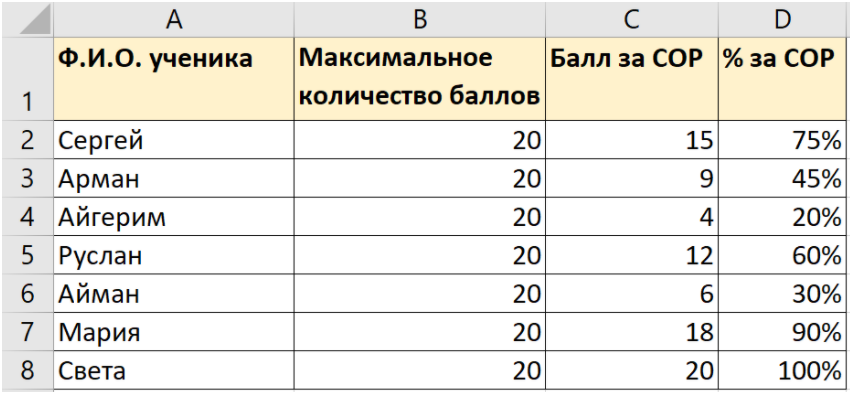 A B C D
1 Ф.И.О. ученика Максимальное количество баллов Балл за СОР % за СОР
2 Сергей 20 15 75%
3 Арман 20 9 45%
4 Айгерим 20 4 20%
5 Руслан 20 12 60%
6 Айман 20 6 30%
7 Мария 20 18 90%
8 Света 20 20 100%